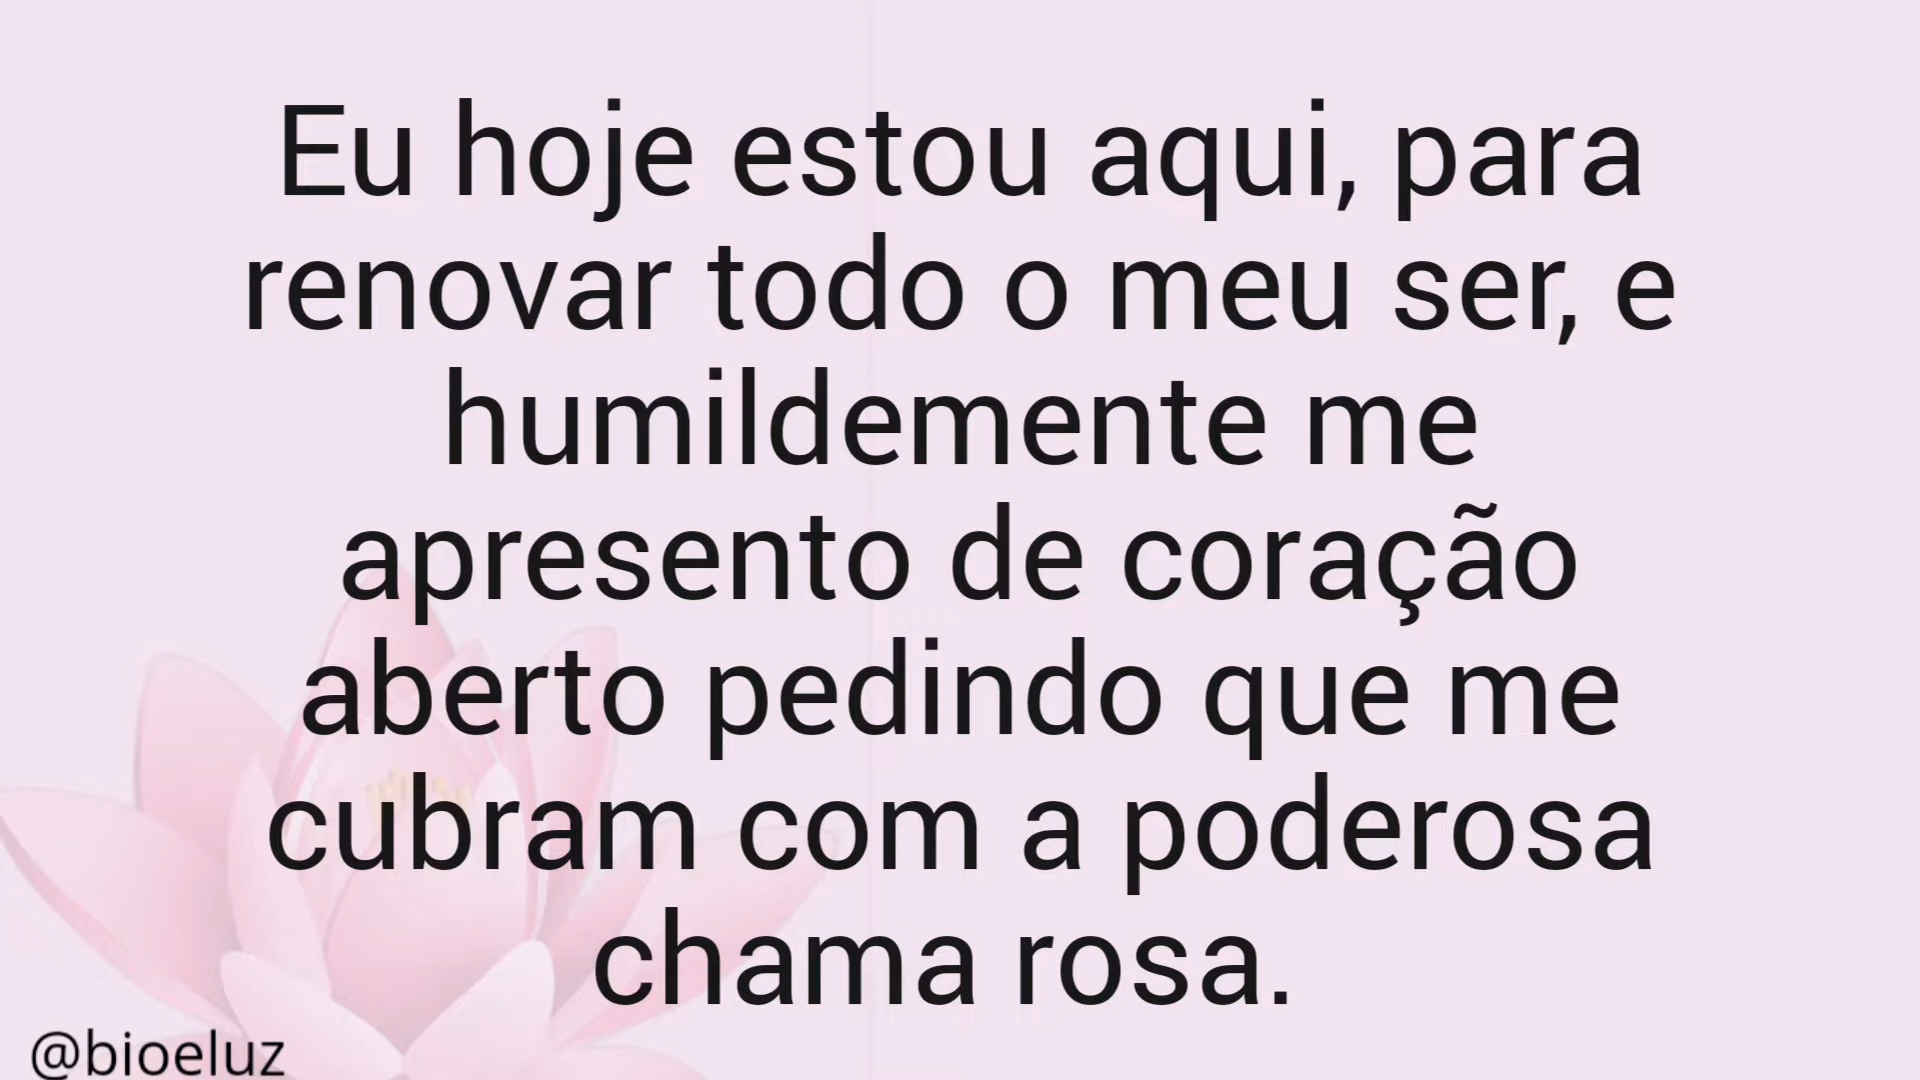 Eu hoje estou aqui, para
renovar todo o meu ser, e
humildemente me
apresento de coração
aberto pedindo que me
cubram com a poderosa
chama rosa.
@bioeluz